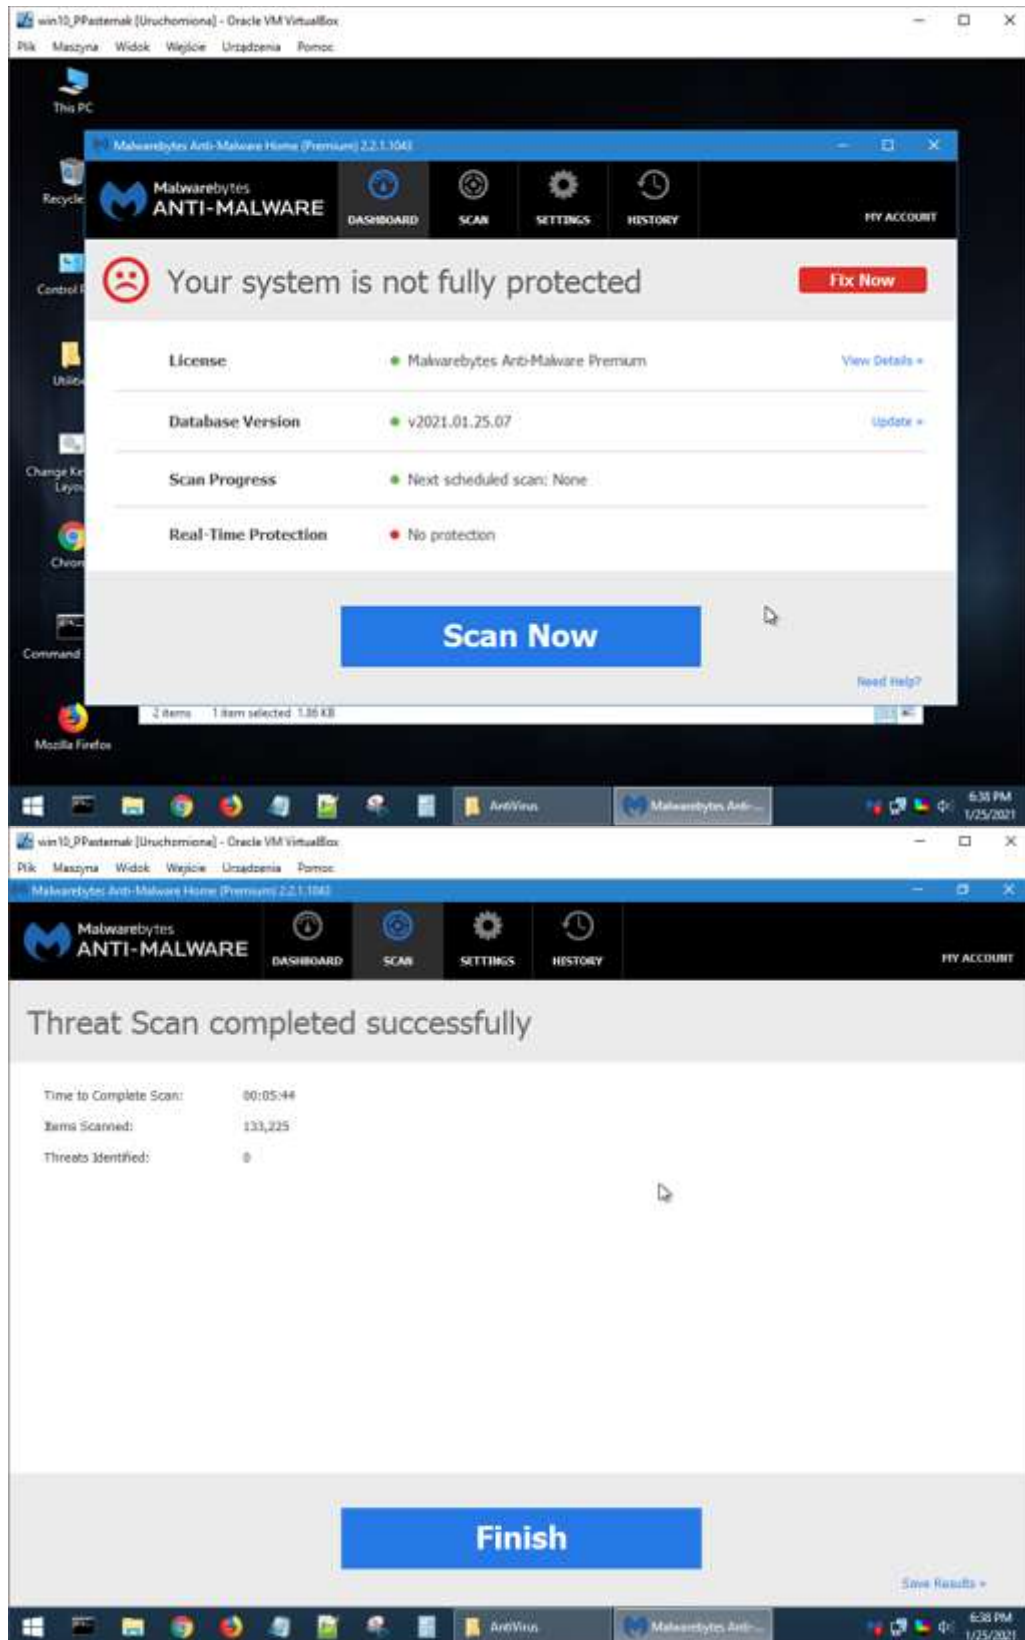 win10_PPasternak [Uruchomiona] - Oracle VM VirtualBox
Plik Maszyna Widok Wejście Urządzenia Pomoc
This PC
Malwarebytes Anti-Malware Home (Premium) 2.2.1.1043
Recycle
Malwarebytes
ANTI-MALWARE
DASHBOARD SCAN SETTINGS HISTORY MY ACCOUNT
Control P
Your system is not fully protected Fix Now
License Malwarebytes Anti-Malware Premium View Details »
Utilitie
Database Version v2021.01.25.07 Update »
Change Ke
Layou
Scan Progress Next scheduled scan: None
Real-Time Protection No protection
Chrom
Scan Now
Command
Need Help?
2 items 1 item selected 1.86 KB
Mozilla Firefox
AntiVirus Malwarebytes Anti-... 6:38 PM
1/25/2021
win10_PPasternak [Uruchomiona] - Oracle VM VirtualBox
Plik Maszyna Widok Wejście Urządzenia Pomoc
Malwarebytes Anti-Malware Home (Premium) 2.2.1.1043
Malwarebytes
ANTI-MALWARE
DASHBOARD SCAN SETTINGS HISTORY MY ACCOUNT
Threat Scan completed successfully
Time to Complete Scan: 00:05:44
Items Scanned: 133,225
Threats Identified: 0
Finish
Save Results »
AntiVirus Malwarebytes Anti-... 6:38 PM
1/25/2021